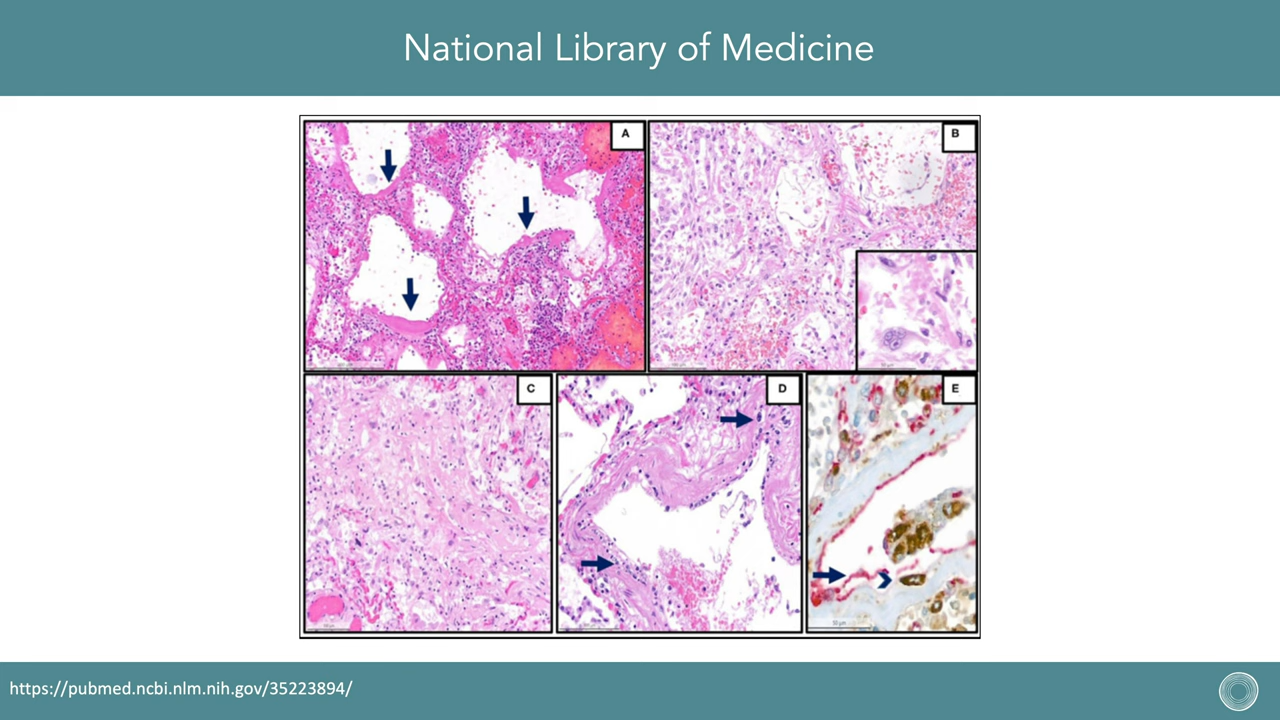 National Library of Medicine
A
B
C
D
E
https://pubmed.ncbi.nlm.nih.gov/35223894/